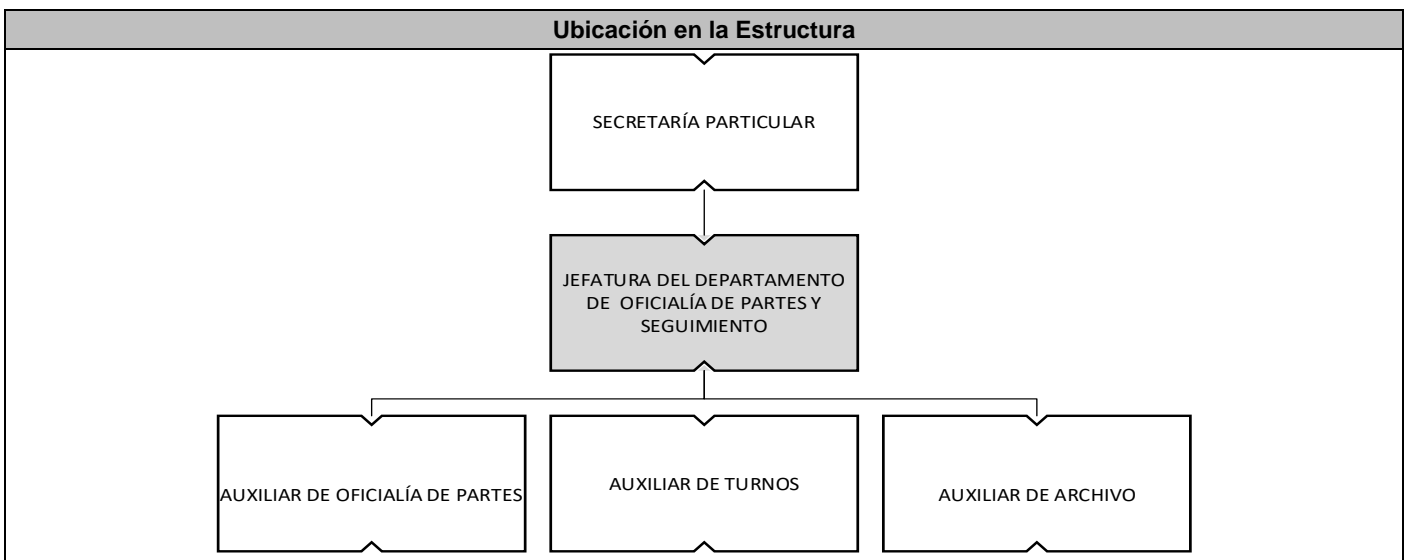 Ubicación en la Estructura
SECRETARÍA PARTICULAR
JEFATURA DEL DEPARTAMENTO
DE OFICIALÍA DE PARTES Y
SEGUIMIENTO
AUXILIAR DE OFICIALÍA DE PARTES
AUXILIAR DE TURNOS
AUXILIAR DE ARCHIVO